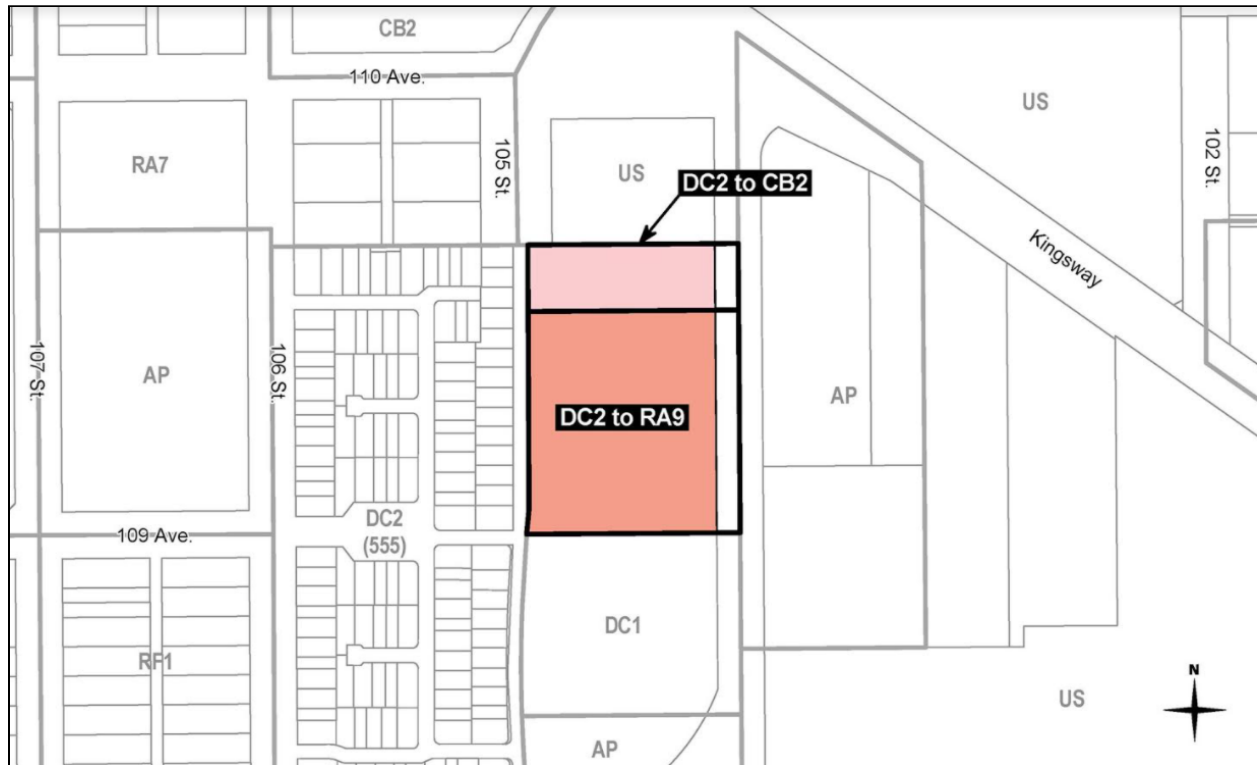 CB2
110 Ave.
US
102 St.
RA7
105 St.
US
DC2 to CB2
Kingsway
107 St.
AP
106 St.
AP
DC2 to RA9
109 Ave.
DC2
(555)
DC1
RF1
N
US
AP